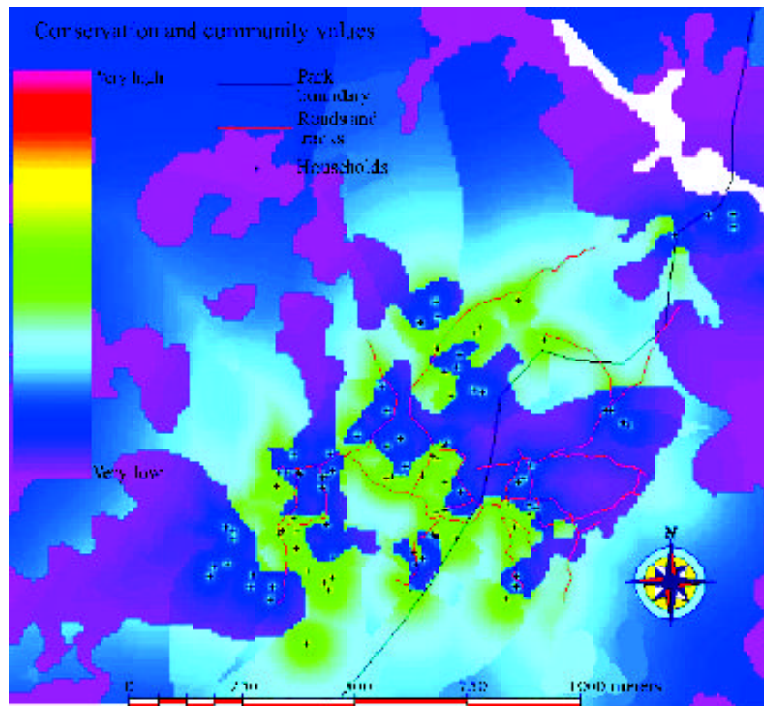 Conservation and community values
Very high
Park
boundary
Roads and
tracks
Households
Very low
N
0 250 500 750 1000 meters